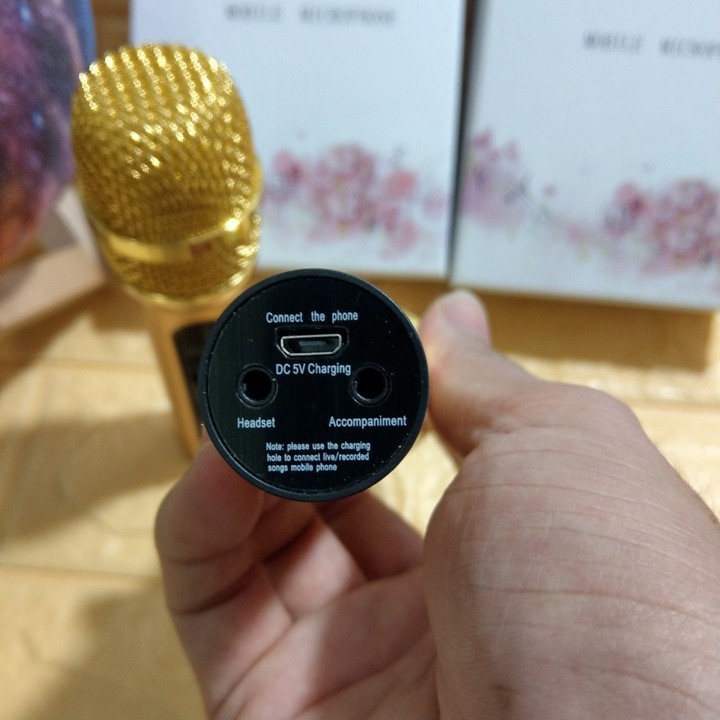 MOBILE MICROPHONE
MOBILE
Connect the phone
DC 5V Charging
Headset
Accompaniment
Note: please use the charging
hole to connect live/recorded
songs mobile phone